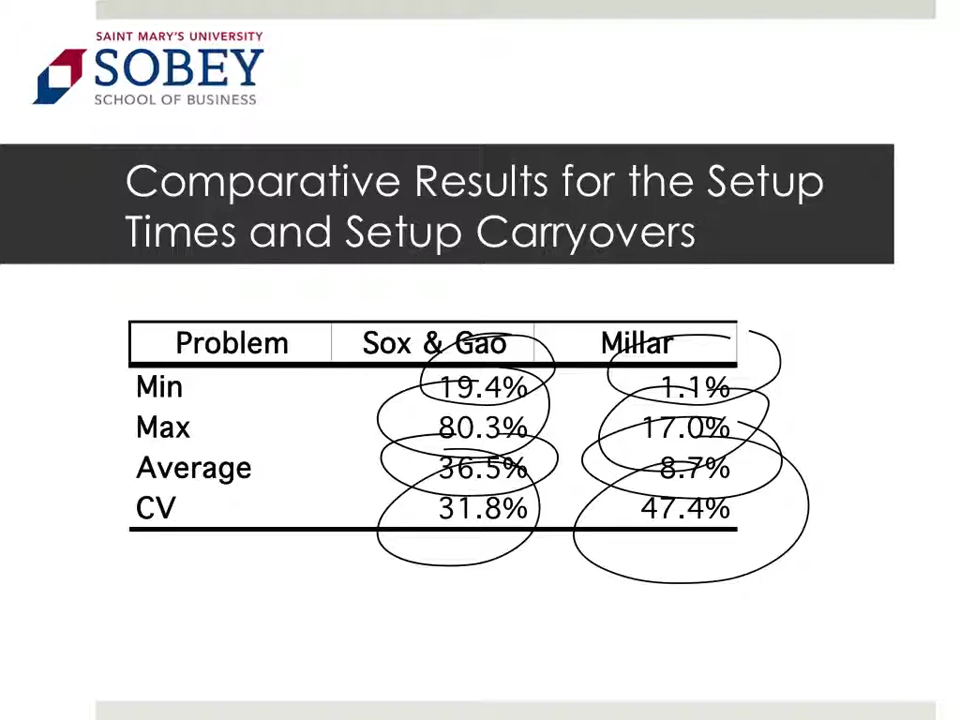 SAINT MARY'S UNIVERSITY
SOBEY
SCHOOL OF BUSINESS
Comparative Results for the Setup
Times and Setup Carryovers
Problem Sox & Gao Millar
Min 19.4% 1.1%
Max 80.3% 17.0%
Average 36.5% 8.7%
CV 31.8% 47.4%